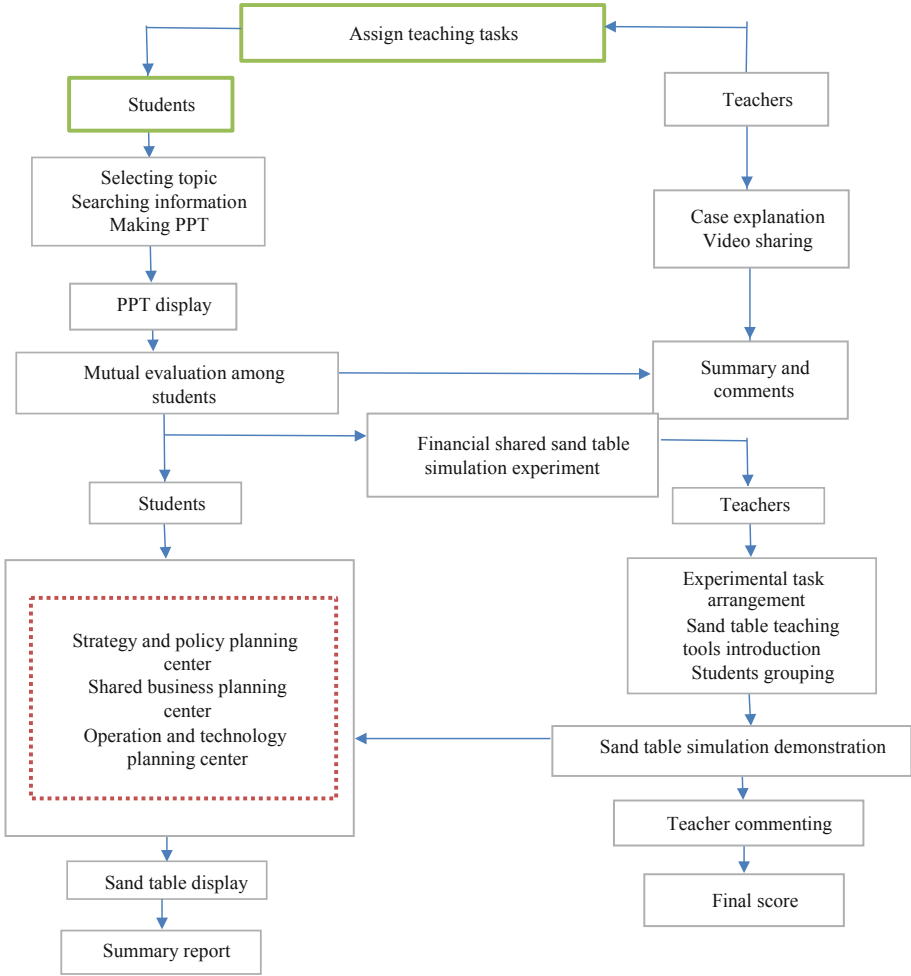 Assign teaching tasks
Students
Teachers
Selecting topic
Searching information
Making PPT
Case explanation
Video sharing
PPT display
Mutual evaluation among
students
Summary and
comments
Financial shared sand table
simulation experiment
Students
Teachers
Strategy and policy planning
center
Shared business planning
center
Operation and technology
planning center
Experimental task
arrangement
Sand table teaching
tools introduction
Students grouping
Sand table simulation demonstration
Teacher commenting
Sand table display
Final score
Summary report